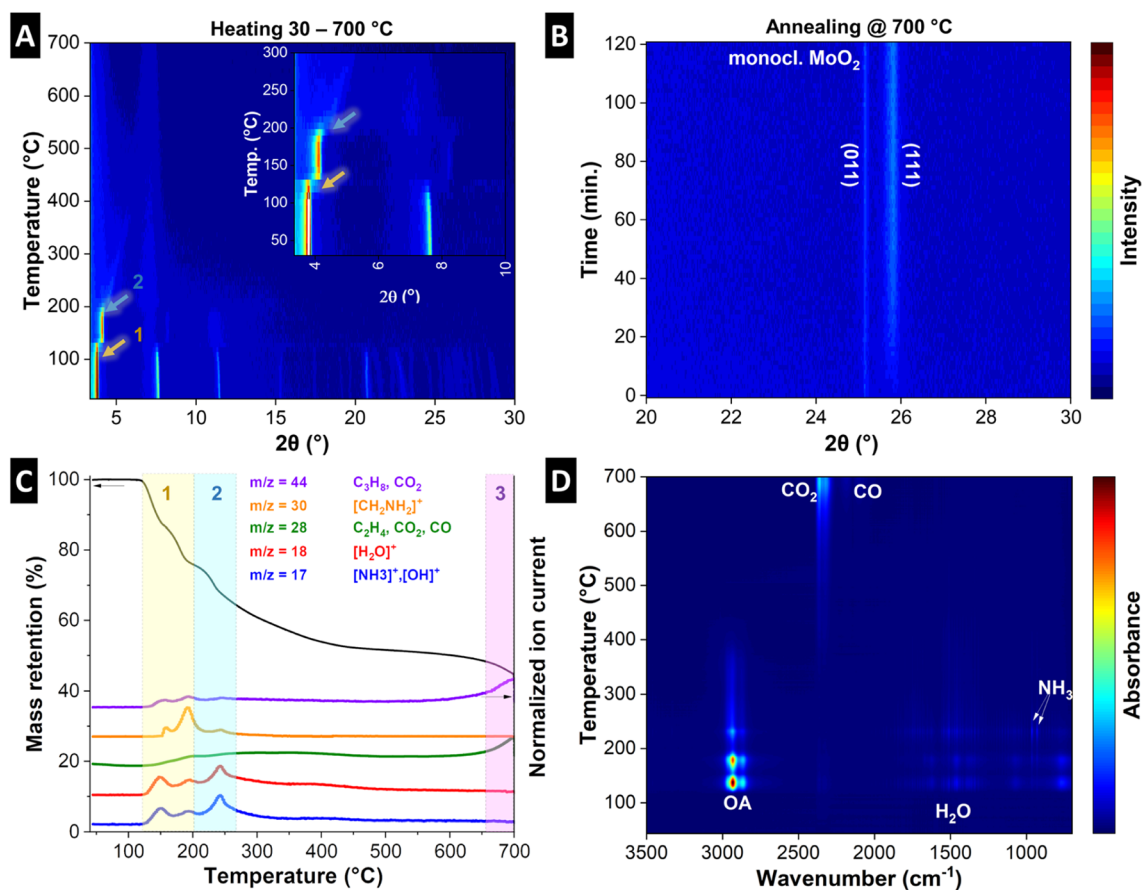 A
Heating 30 – 700 °C
Temperature (°C)
700
600
500
400
300
200
100
2
1
5
10
15
20
25
30
2θ (°)
Temp. (°C)
300
250
200
150
100
50
4
6
8
10
2θ (°)
B
Annealing @ 700 °C
Time (min.)
120
100
80
60
40
20
0
monocl. MoO₂
(011)
(111)
20
22
24
26
28
30
2θ (°)
Intensity
C
Mass retention (%)
100
80
60
40
20
0
1
2
3
m/z = 44 C₃H₈, CO₂
m/z = 30 [CH₂NH₂]⁺
m/z = 28 C₂H₄, CO₂, CO
m/z = 18 [H₂O]⁺
m/z = 17 [NH3]⁺,[OH]⁺
Normalized ion current
100
200
300
400
500
600
700
Temperature (°C)
D
Temperature (°C)
700
600
500
400
300
200
100
CO₂ CO
NH₃
OA
H₂O
3500
3000
2500
2000
1500
1000
Wavenumber (cm⁻¹)
Absorbance